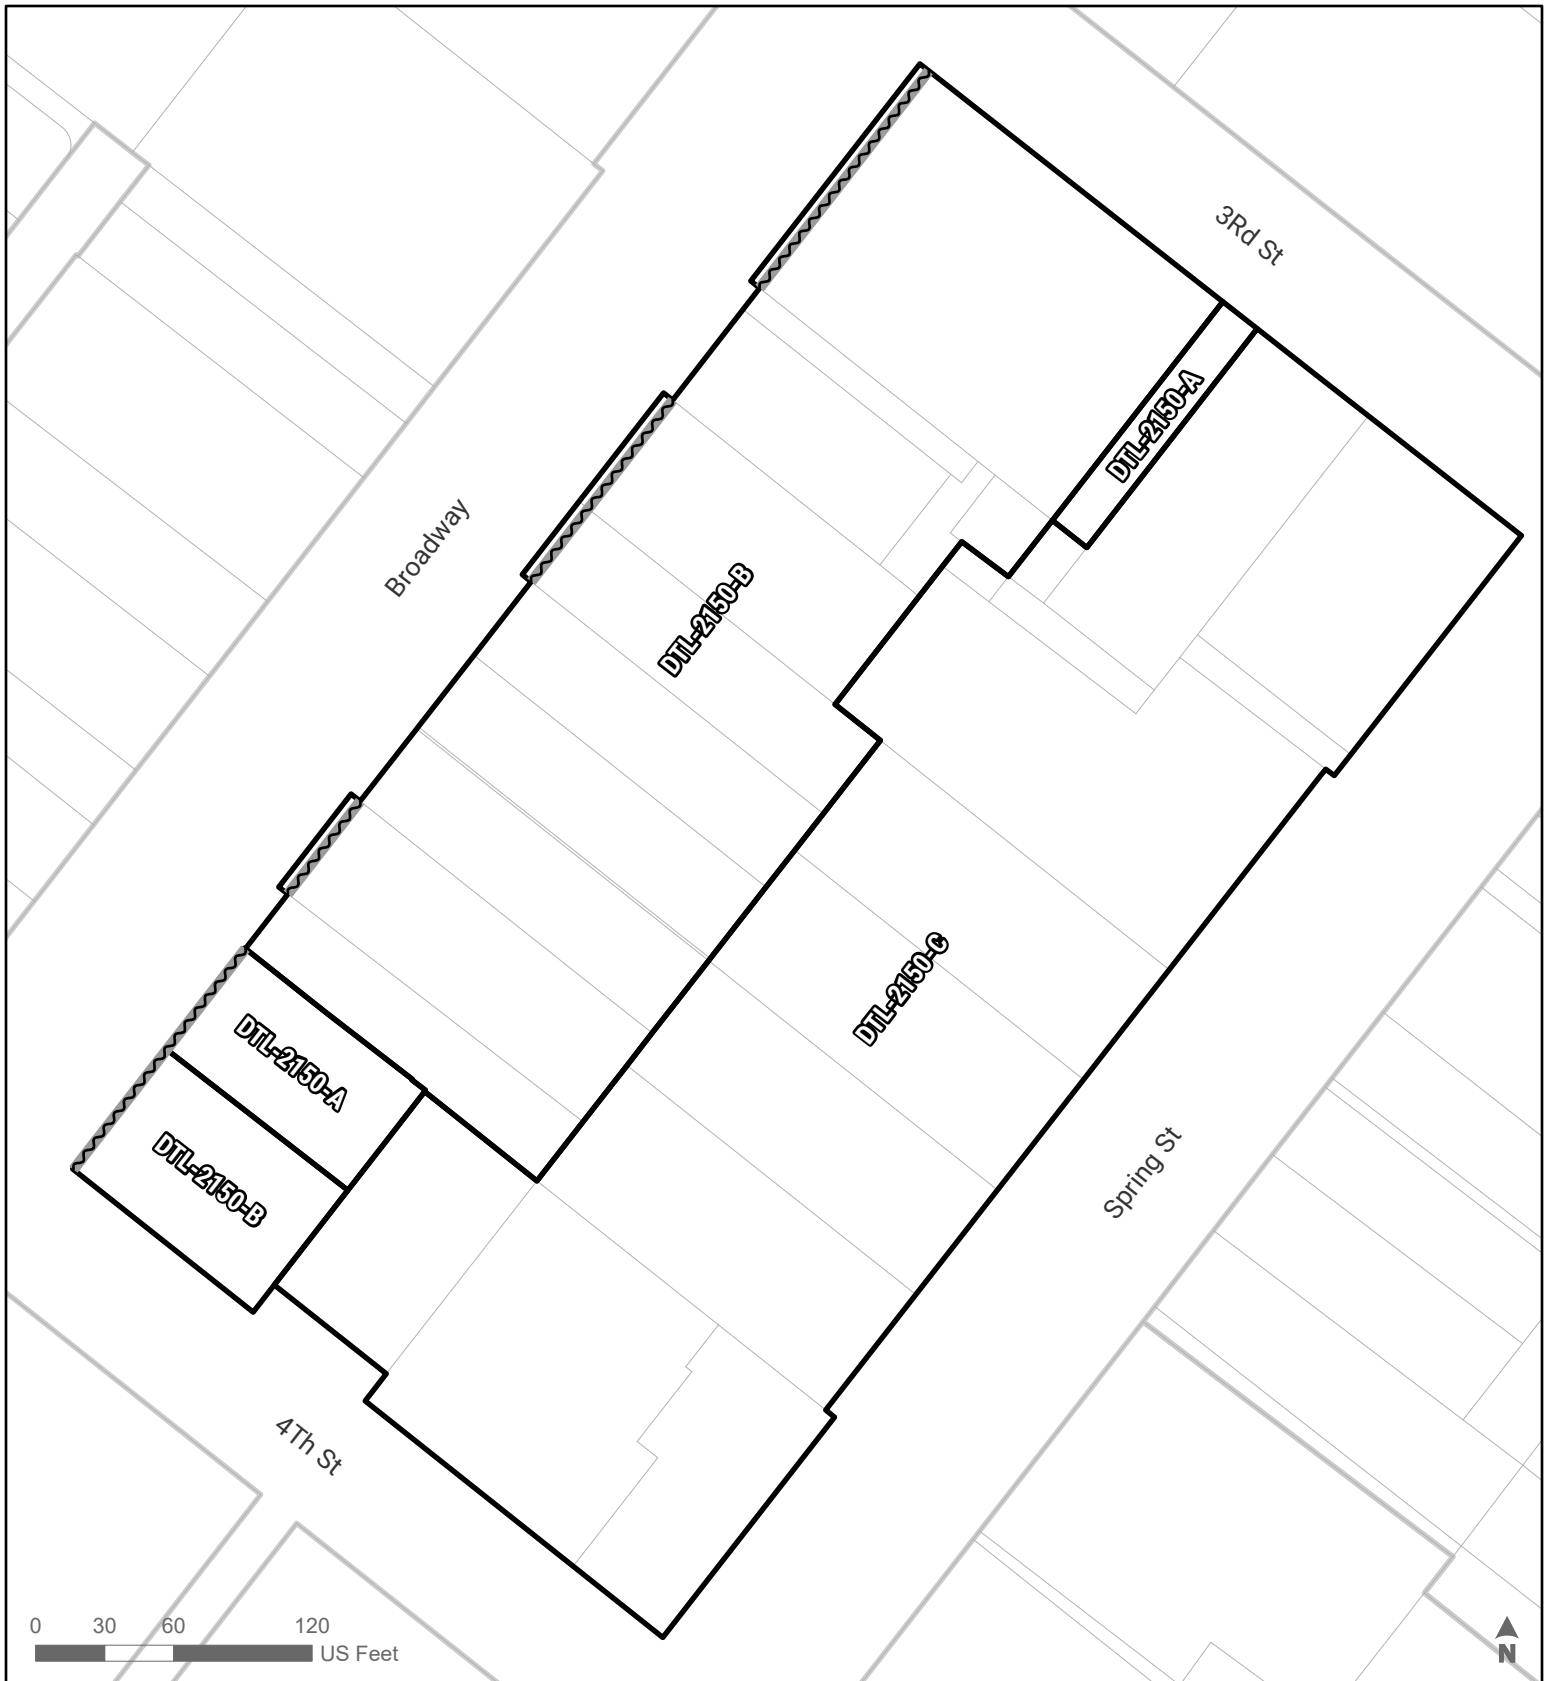 3Rd St
DTL-2150-A
Broadway
DTL-2150-B
DTL-2150-C
DTL-2150-A
DTL-2150-B
Spring St
4Th St
0 30 60 120
US Feet
N